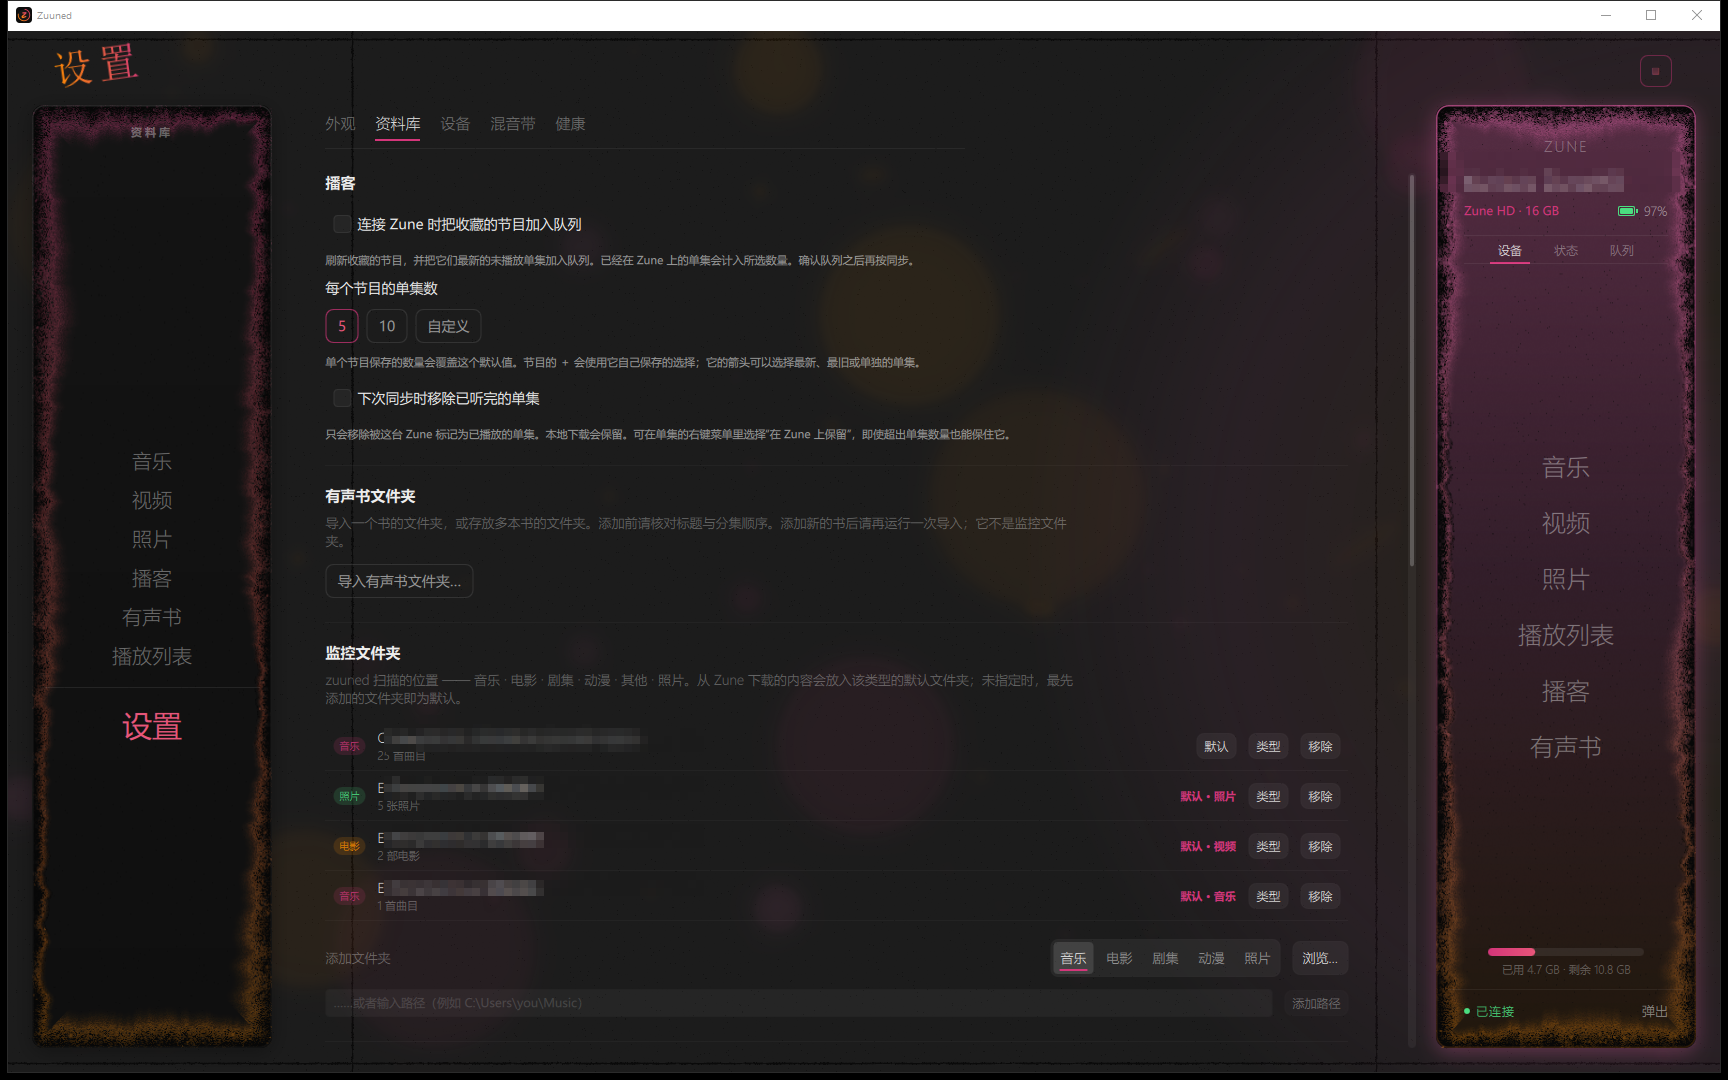 Zuuned
设置
资料库
音乐
视频
照片
播客
有声书
播放列表
设置
外观 资料库 设备 混音带 健康
播客
连接 Zune 时把收藏的节目加入队列
刷新收藏的节目，并把它们最新的未播放单集加入队列。已经在 Zune 上的单集会计入所选数量。确认队列之后再按同步。
每个节目的单集数
5 10 自定义
单个节目保存的数量会覆盖这个默认值。节目的 + 会使用它自己保存的选择；它的箭头可以选择最新、最旧或单独的单集。
下次同步时移除已听完的单集
只会移除被这台 Zune 标记为已播放的单集。本地下载会保留。可在单集的右键菜单里选择“在 Zune 上保留”，即使超出单集数量也能保住它。
有声书文件夹
导入一个书的文件夹，或存放多本书的文件夹。添加前请核对标题与分集顺序。添加新的书后请再运行一次导入；它不是监控文件
夹。
导入有声书文件夹...
监控文件夹
zuuned 扫描的位置 —— 音乐 · 电影 · 剧集 · 动漫 · 其他 · 照片。从 Zune 下载的内容会放入该类型的默认文件夹；未指定时，最先
添加的文件夹即为默认。
音乐 C 默认 类型 移除
25 首曲目
照片 E 默认 · 照片 类型 移除
5 张照片
电影 E 默认 · 视频 类型 移除
2 部电影
音乐 E 默认 · 音乐 类型 移除
1 首曲目
添加文件夹 音乐 电影 剧集 动漫 照片 浏览...
……或者输入路径（例如 C:\Users\you\Music） 添加路径
ZUNE
Zune HD · 16 GB 97%
设备 状态 队列
音乐
视频
照片
播放列表
播客
有声书
已用 4.7 GB · 剩余 10.8 GB
已连接 弹出